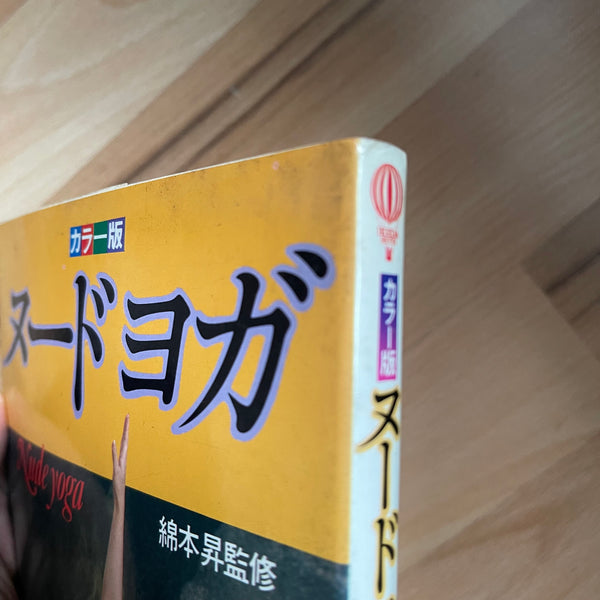 カラー版
ヌードヨガ
Nude yoga
綿本昇監修
カラー版
ヌード